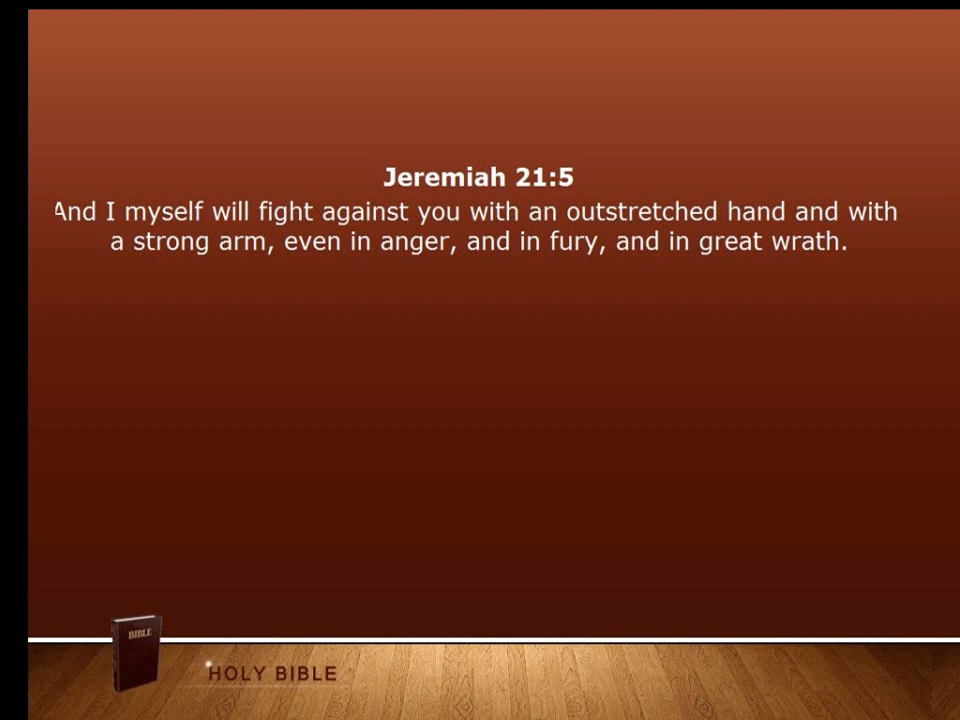 Jeremiah 21:5
And I myself will fight against you with an outstretched hand and with
a strong arm, even in anger, and in fury, and in great wrath.
BIBLE
HOLY BIBLE